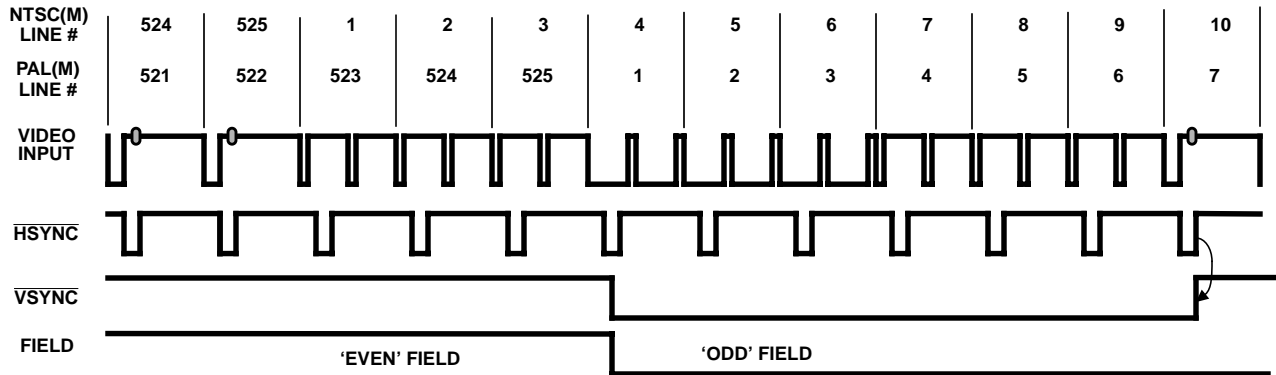 NTSC(M)
LINE #
524 525 1 2 3 4 5 6 7 8 9 10
PAL(M)
LINE #
521 522 523 524 525 1 2 3 4 5 6 7
VIDEO
INPUT
HSYNC
VSYNC
FIELD
‘EVEN’ FIELD
‘ODD’ FIELD